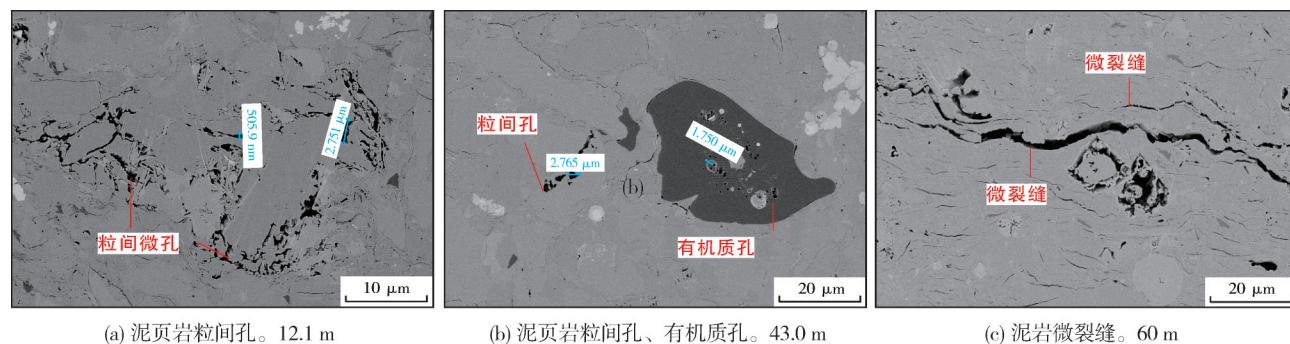 505.9 nm
2.751 μm
粒间微孔
10 μm
粒间孔
2.765 μm
(b)
1.750 μm
有机质孔
20 μm
微裂缝
微裂缝
20 μm
(a) 泥页岩粒间孔。12.1 m
(b) 泥页岩粒间孔、有机质孔。43.0 m
(c) 泥岩微裂缝。60 m